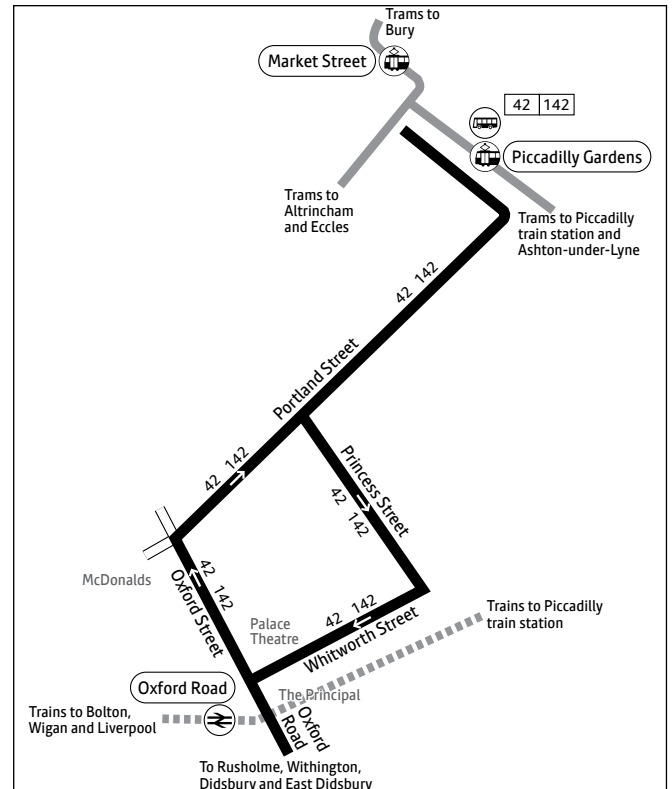 Trams to
Bury
Market Street
42 142
Piccadilly Gardens
Trams to
Altrincham
and Eccles
Trams to Piccadilly
train station and
Ashton-under-Lyne
42 142
Portland Street
42 142
Princess Street
42 142
McDonalds
42 142
Oxford Street
Palace
Theatre
42 142
Whitworth Street
Trains to Piccadilly
train station
Oxford Road
The Principal
Trains to Bolton,
Wigan and Liverpool
Oxford
Road
To Rusholme, Withington,
Didsbury and East Didsbury